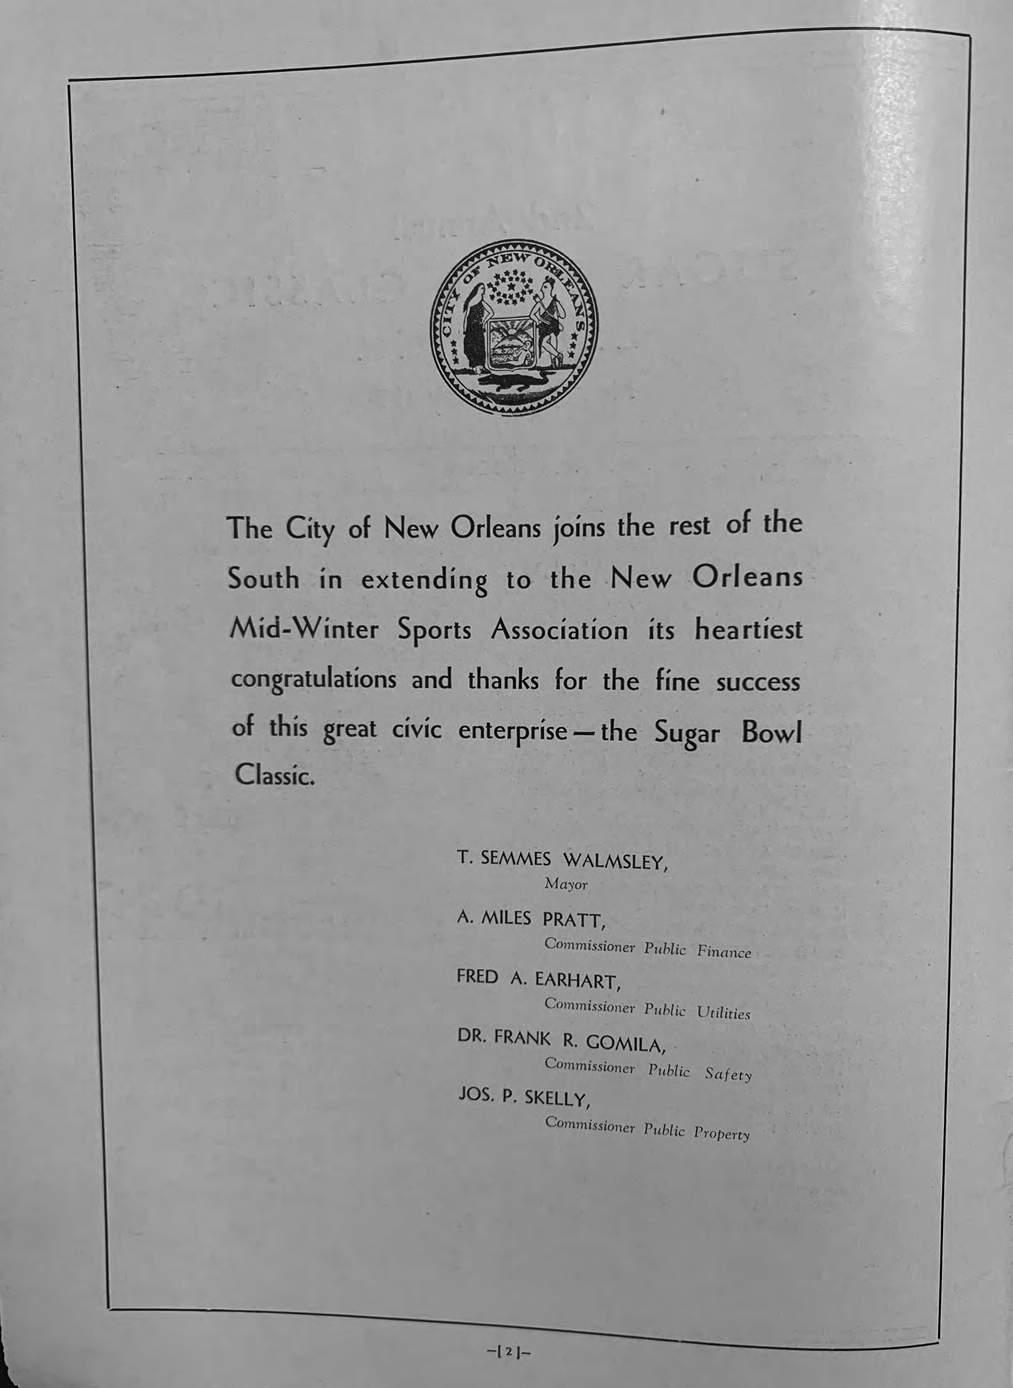 CITY OF NEW ORLEANS
The City of New Orleans joins the rest of the
South in extending to the New Orleans
Mid-Winter Sports Association its heartiest
congratulations and thanks for the fine success
of this great civic enterprise — the Sugar Bowl
Classic.
T. SEMMES WALMSLEY,
Mayor
A. MILES PRATT,
Commissioner Public Finance
FRED A. EARHART,
Commissioner Public Utilities
DR. FRANK R. GOMILA,
Commissioner Public Safety
JOS. P. SKELLY,
Commissioner Public Property
—[ 2 ]—